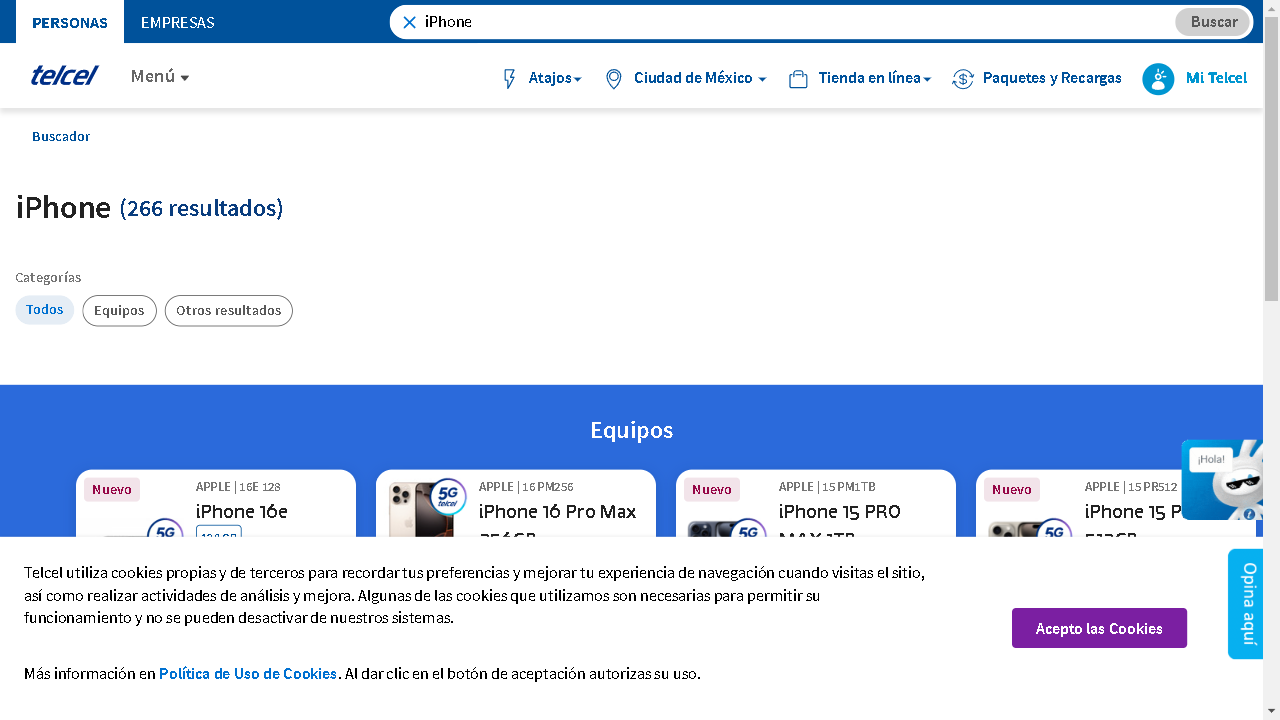 PERSONAS
EMPRESAS
iPhone
Buscar
telcel
Menú
Atajos
Ciudad de México
Tienda en línea
Paquetes y Recargas
Mi Telcel
Buscador
iPhone (266 resultados)
Categorías
Todos
Equipos
Otros resultados
Equipos
Nuevo
APPLE | 16E 128
iPhone 16e
5G
APPLE | 16 PM256
iPhone 16 Pro Max
256GB
5G
telcel
Nuevo
APPLE | 15 PM1TB
iPhone 15 PRO
MAX 1TB
5G
Nuevo
APPLE | 15 PR512
iPhone 15 P
512GB
5G
¡Hola!
Opina aquí
Telcel utiliza cookies propias y de terceros para recordar tus preferencias y mejorar tu experiencia de navegación cuando visitas el sitio,
así como realizar actividades de análisis y mejora. Algunas de las cookies que utilizamos son necesarias para permitir su
funcionamiento y no se pueden desactivar de nuestros sistemas.
Más información en Política de Uso de Cookies. Al dar clic en el botón de aceptación autorizas su uso.
Acepto las Cookies